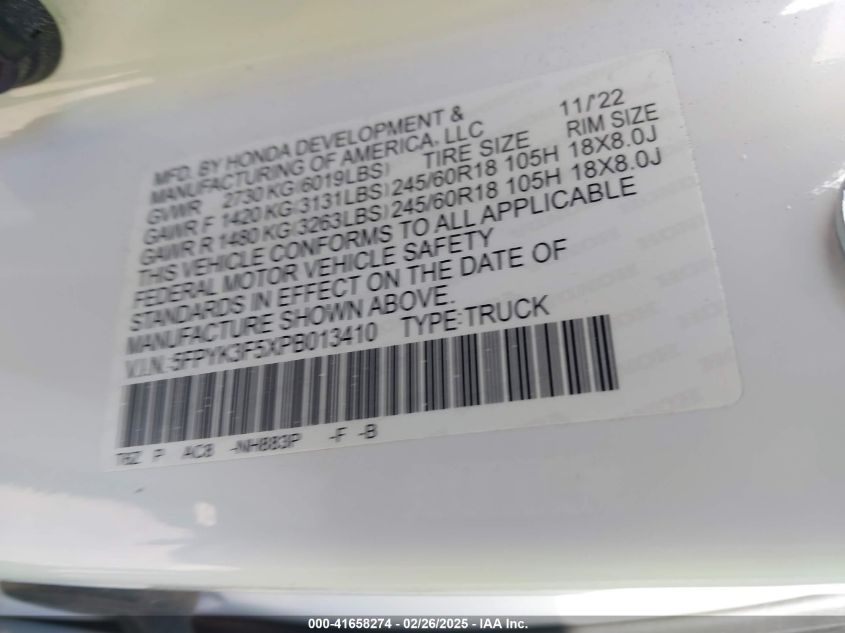 MFD. BY HONDA DEVELOPMENT & 11/'22
MANUFACTURING OF AMERICA, LLC
GVWR 2730 KG(6019LBS) TIRE SIZE RIM SIZE
GAWR F 1420 KG(3131LBS) 245/60R18 105H 18X8.0J
GAWR R 1480 KG(3263LBS) 245/60R18 105H 18X8.0J
THIS VEHICLE CONFORMS TO ALL APPLICABLE
FEDERAL MOTOR VEHICLE SAFETY
STANDARDS IN EFFECT ON THE DATE OF
MANUFACTURE SHOWN ABOVE.
V.I.N.:5FPYK3F5XPB013410 TYPE:TRUCK
T6Z P AC8 -NH883P -F -B
000-41658274 - 02/26/2025 - IAA Inc.